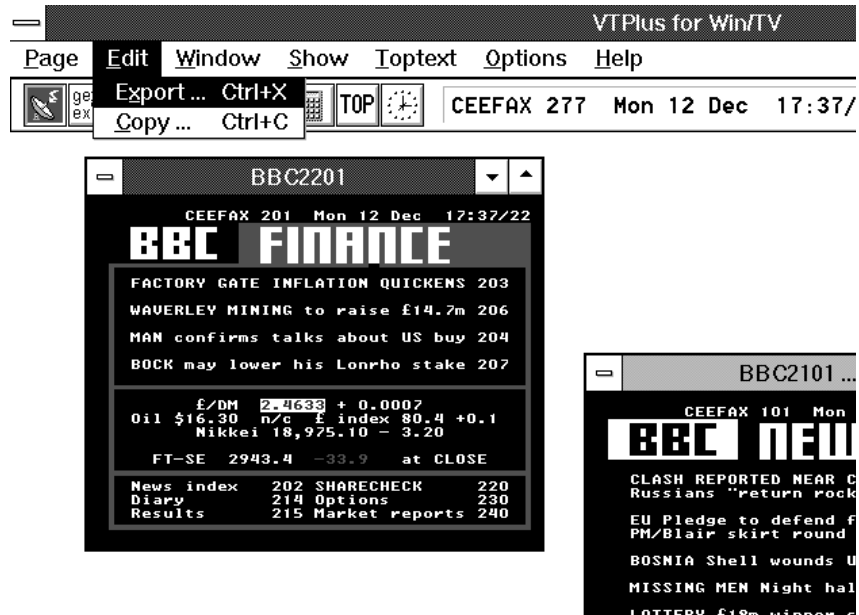 VTPlus for Win/TV
Page Edit Window Show Toptext Options Help
Export ... Ctrl+X
Copy ... Ctrl+C
ge
ex
TOP
CEEFAX 277 Mon 12 Dec 17:37/
BBC2201
CEEFAX 201 Mon 12 Dec 17:37/22
BBC FINANCE
FACTORY GATE INFLATION QUICKENS 203
WAVERLEY MINING to raise £14.7m 206
MAN confirms talks about US buy 204
BOCK may lower his Lonrho stake 207
£/DM 2.4633 + 0.0007
Oil $16.30 n/c £ index 80.4 +0.1
Nikkei 18,975.10 - 3.20
FT-SE 2943.4 -33.9 at CLOSE
News index 202 SHARECHECK 220
Diary 214 Options 230
Results 215 Market reports 240
BBC2101 ...
CEEFAX 101 Mon
BBC NEW
CLASH REPORTED NEAR C
Russians "return rock
EU Pledge to defend f
PM/Blair skirt round
BOSNIA Shell wounds U
MISSING MEN Night hal
LOTTERY £18m winner